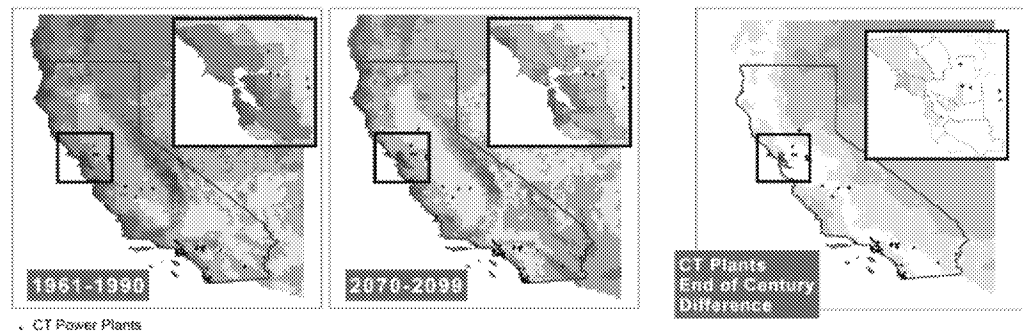 1961-1990
2070-2099
CT Plants
End of Century
Difference
CT Power Plants